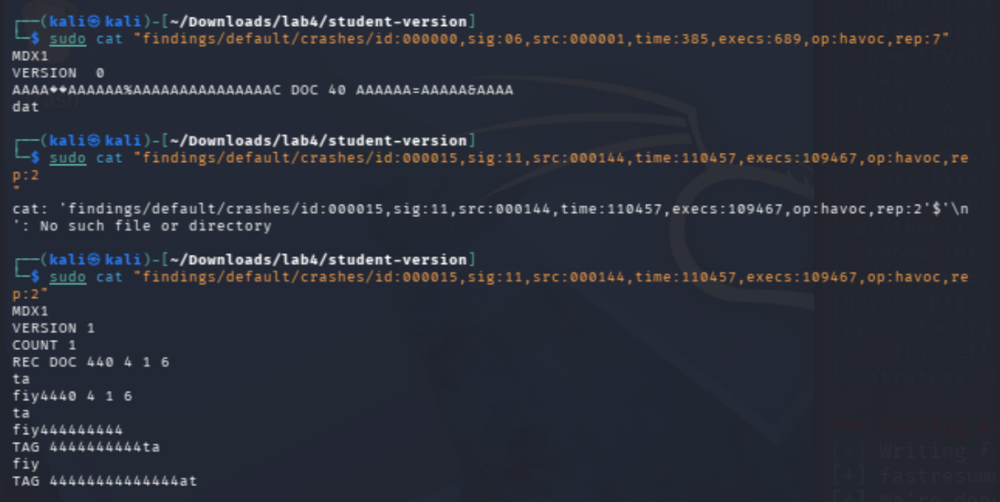 ┌──(kali㉿kali)-[~/Downloads/lab4/student-version]
└─$ sudo cat "findings/default/crashes/id:000000,sig:06,src:000001,time:385,execs:689,op:havoc,rep:7"
MDX1
VERSION  0
AAAA��AAAAAA%AAAAAAAAAAAAAAAC DOC 40 AAAAAA=AAAAA&AAAA
dat
┌──(kali㉿kali)-[~/Downloads/lab4/student-version]
└─$ sudo cat "findings/default/crashes/id:000015,sig:11,src:000144,time:110457,execs:109467,op:havoc,re
p:2
"
cat: 'findings/default/crashes/id:000015,sig:11,src:000144,time:110457,execs:109467,op:havoc,rep:2'$'\n
': No such file or directory
┌──(kali㉿kali)-[~/Downloads/lab4/student-version]
└─$ sudo cat "findings/default/crashes/id:000015,sig:11,src:000144,time:110457,execs:109467,op:havoc,re
p:2"
MDX1
VERSION 1
COUNT 1
REC DOC 440 4 1 6
ta
fiy4440 4 1 6
ta
fiy444444444
TAG 4444444444ta
fiy
TAG 44444444444444at
strategy
[+] Writing
[+] fastresum
[+] We're don